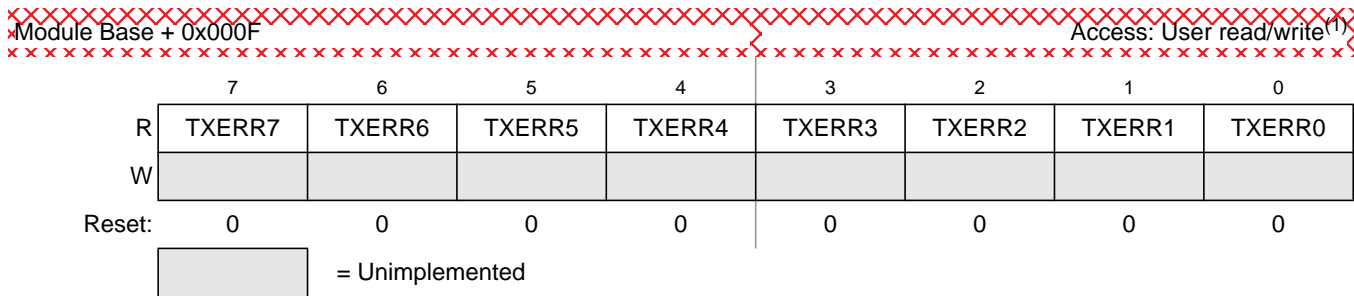 Module Base + 0x000F Access: User read/write(1)
7 6 5 4 3 2 1 0
R TXERR7 TXERR6 TXERR5 TXERR4 TXERR3 TXERR2 TXERR1 TXERR0
W
Reset: 0 0 0 0 0 0 0 0
= Unimplemented